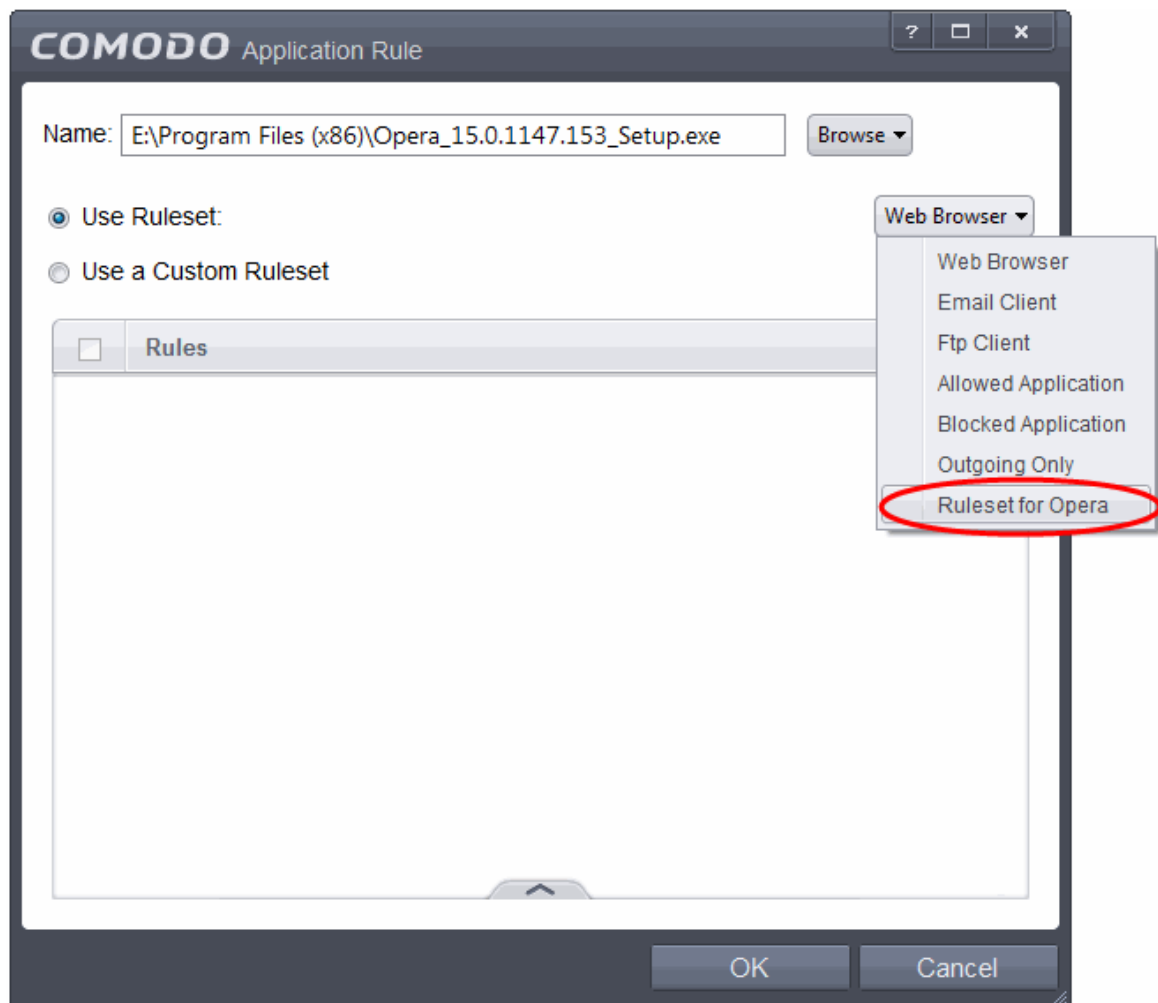 COMODO Application Rule
?
Name: E:\Program Files (x86)\Opera_15.0.1147.153_Setup.exe Browse
Use Ruleset: Web Browser
Use a Custom Ruleset
Web Browser
Email Client
Ftp Client
Allowed Application
Blocked Application
Outgoing Only
Ruleset for Opera
Rules
OK Cancel